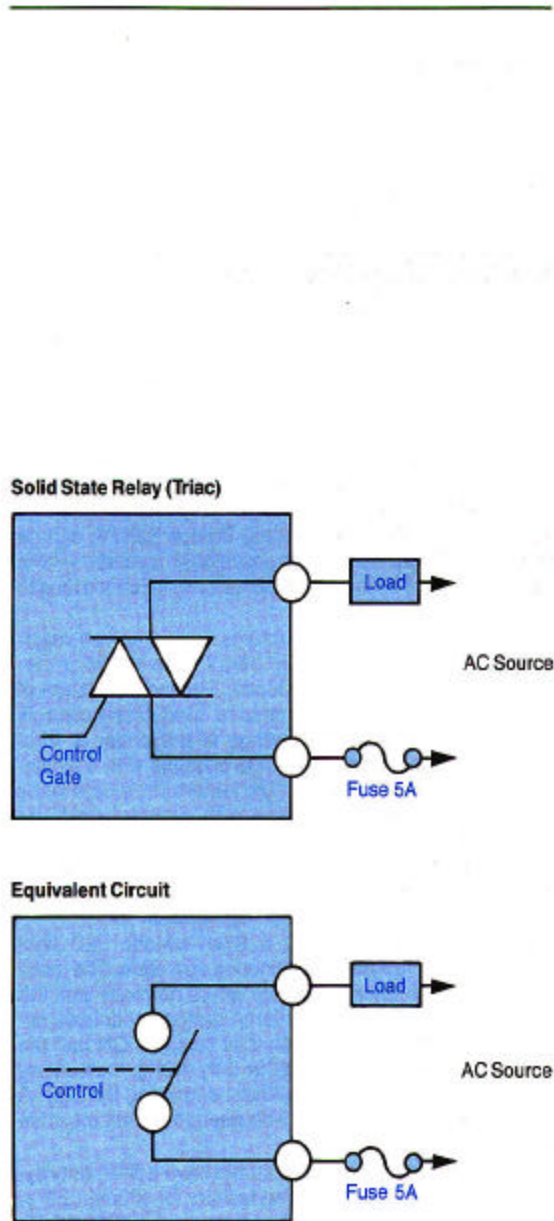 Solid State Relay (Triac)
Load
AC Source
Control
Gate
Fuse 5A
Equivalent Circuit
Load
AC Source
Control
Fuse 5A